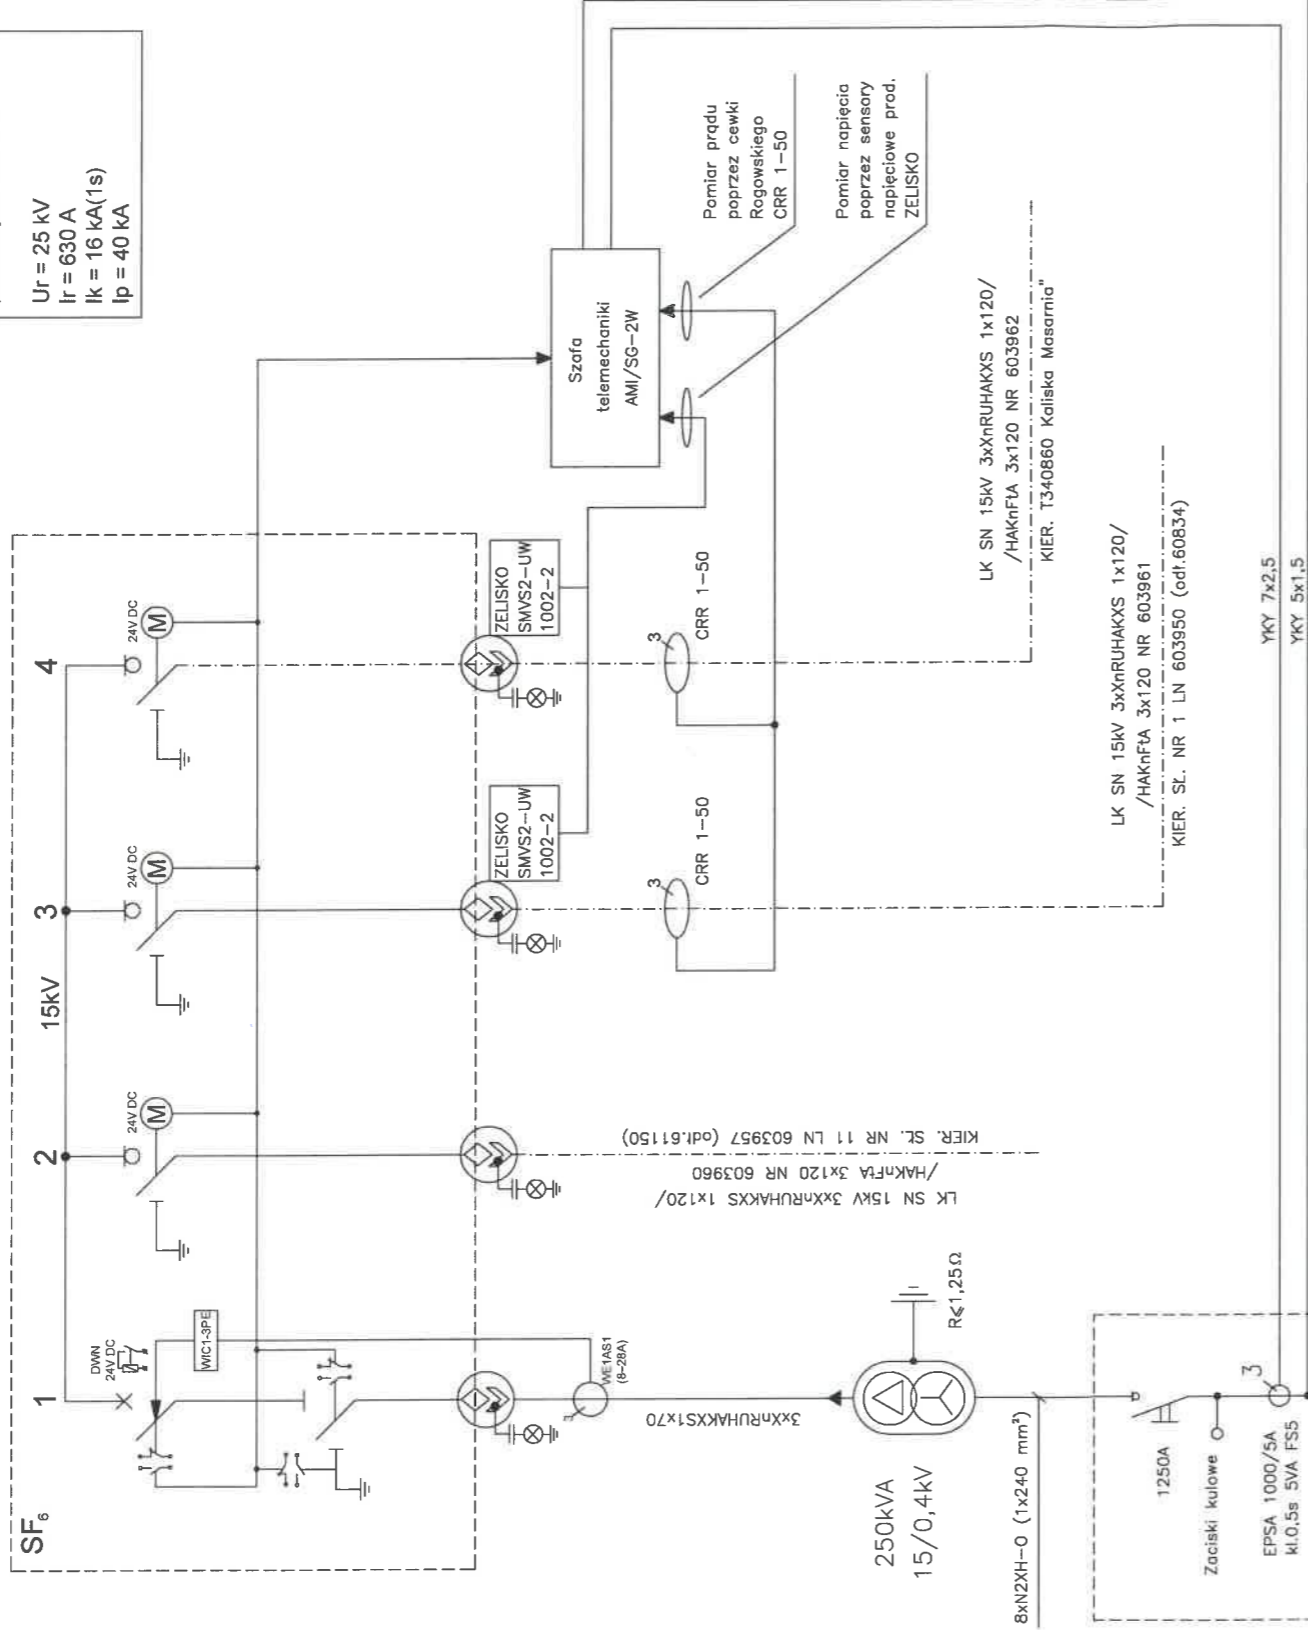 Ur = 25 kV
Ir = 630 A
Ik = 16 kA(1s)
Ip = 40 kA
SF₆
15kV
1
2
3
4
DWN
24V DC
24V DC
M
24V DC
M
24V DC
M
WIC1-3PE
WE1AS1
(8-28A)
3
3xXnRUHAKXS1x70
ZELISKO
SMVS2-UW
1002-2
ZELISKO
SMVS2-UW
1002-2
3
CRR 1-50
3
CRR 1-50
Szafa
telemechaniki
AMI/SG-2W
Pomiar prądu
poprzez cewki
Rogowskiego
CRR 1-50
Pomiar napięcia
poprzez sensory
napięciowe prod.
ZELISKO
LK SN 15kV 3xXnRUHAKXS 1x120/
/HAKnFtA 3x120 NR 603960
KIER. SŁ. NR 11 LN 603957 (odł.61150)
LK SN 15kV 3xXnRUHAKXS 1x120/
/HAKnFtA 3x120 NR 603962
KIER. T340860 Kaliska Masarnia"
LK SN 15kV 3xXnRUHAKXS 1x120/
/HAKnFtA 3x120 NR 603961
KIER. SŁ. NR 1 LN 603950 (odł.60834)
250kVA
15/0,4kV
R≤1,25Ω
8xN2XH-O (1x240 mm²)
1250A
Zaciski kulowe
EPSA 1000/5A
kl.0,5s 5VA FS5
3
YKY 7x2,5
YKY 5x1,5